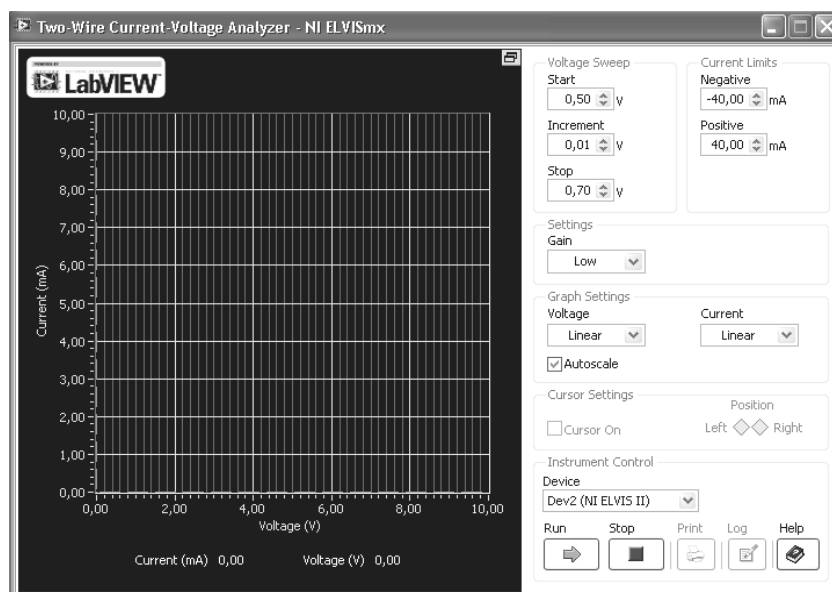 Two-Wire Current-Voltage Analyzer - NI ELVISmx
LabVIEW
10,00
9,00
8,00
7,00
6,00
5,00
4,00
3,00
2,00
1,00
0,00
Current (mA)
0,00 2,00 4,00 6,00 8,00 10,00
Voltage (V)
Current (mA) 0,00 Voltage (V) 0,00
Voltage Sweep
Start
0,50 V
Increment
0,01 V
Stop
0,70 V
Current Limits
Negative
-40,00 mA
Positive
40,00 mA
Settings
Gain
Low
Graph Settings
Voltage Current
Linear Linear
Autoscale
Cursor Settings
Position
Cursor On Left Right
Instrument Control
Device
Dev2 (NI ELVIS II)
Run Stop Print Log Help